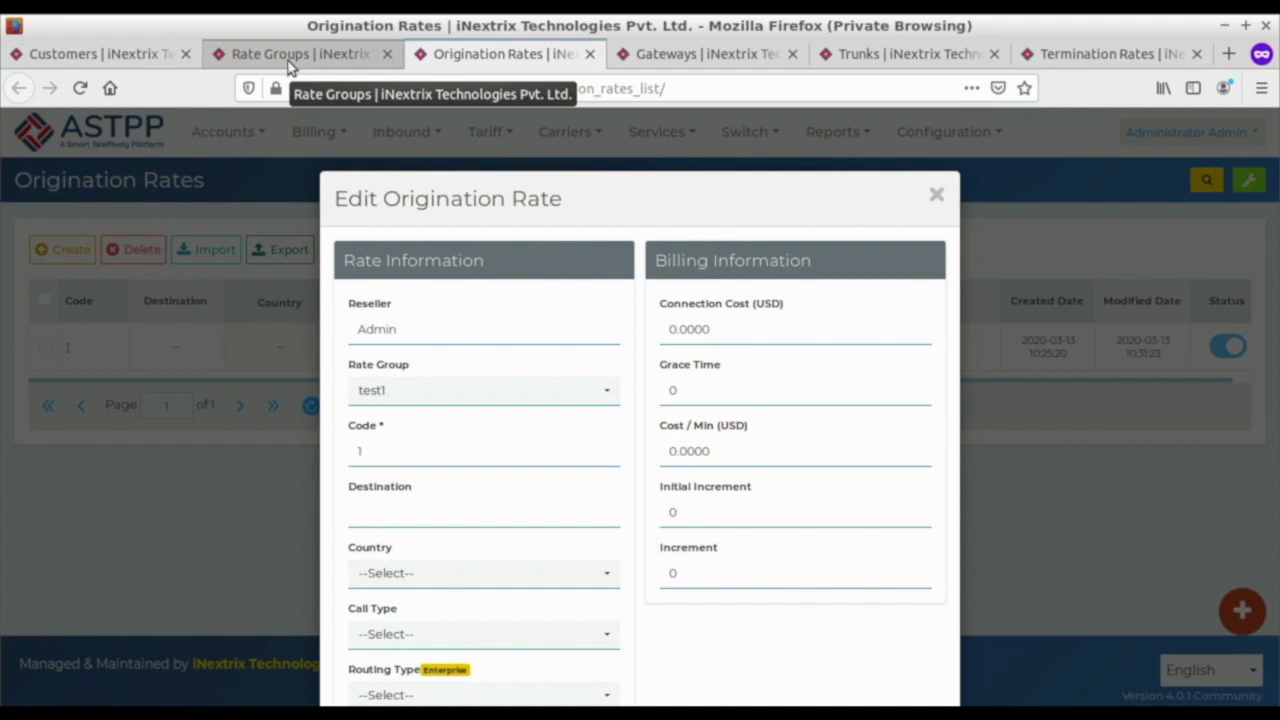 Origination Rates | iNextrix Technologies Pvt. Ltd. - Mozilla Firefox (Private Browsing)
Customers | iNextrix Te
Rate Groups | iNextrix
Origination Rates | iNe
Gateways | iNextrix Tec
Trunks | iNextrix Techn
Termination Rates | iNe
Rate Groups | iNextrix Technologies Pvt. Ltd.
on_rates_list/
ASTPP
A Smart TelePhony Platform
Accounts
Billing
Inbound
Tariff
Carriers
Services
Switch
Reports
Configuration
Administrator Admin
Origination Rates
Edit Origination Rate
Create
Delete
Import
Export
Code
Destination
Country
Created Date
Modified Date
Status
1
--
--
2020-03-13
10:25:20
2020-03-13
10:31:23
Page
1
of 1
Rate Information
Reseller
Admin
Rate Group
test1
Code *
1
Destination
Country
--Select--
Call Type
--Select--
Routing Type Enterprise
--Select--
Billing Information
Connection Cost (USD)
0.0000
Grace Time
0
Cost / Min (USD)
0.0000
Initial Increment
0
Increment
0
Managed & Maintained by iNextrix Technolog
English
Version 4.0.1 Community